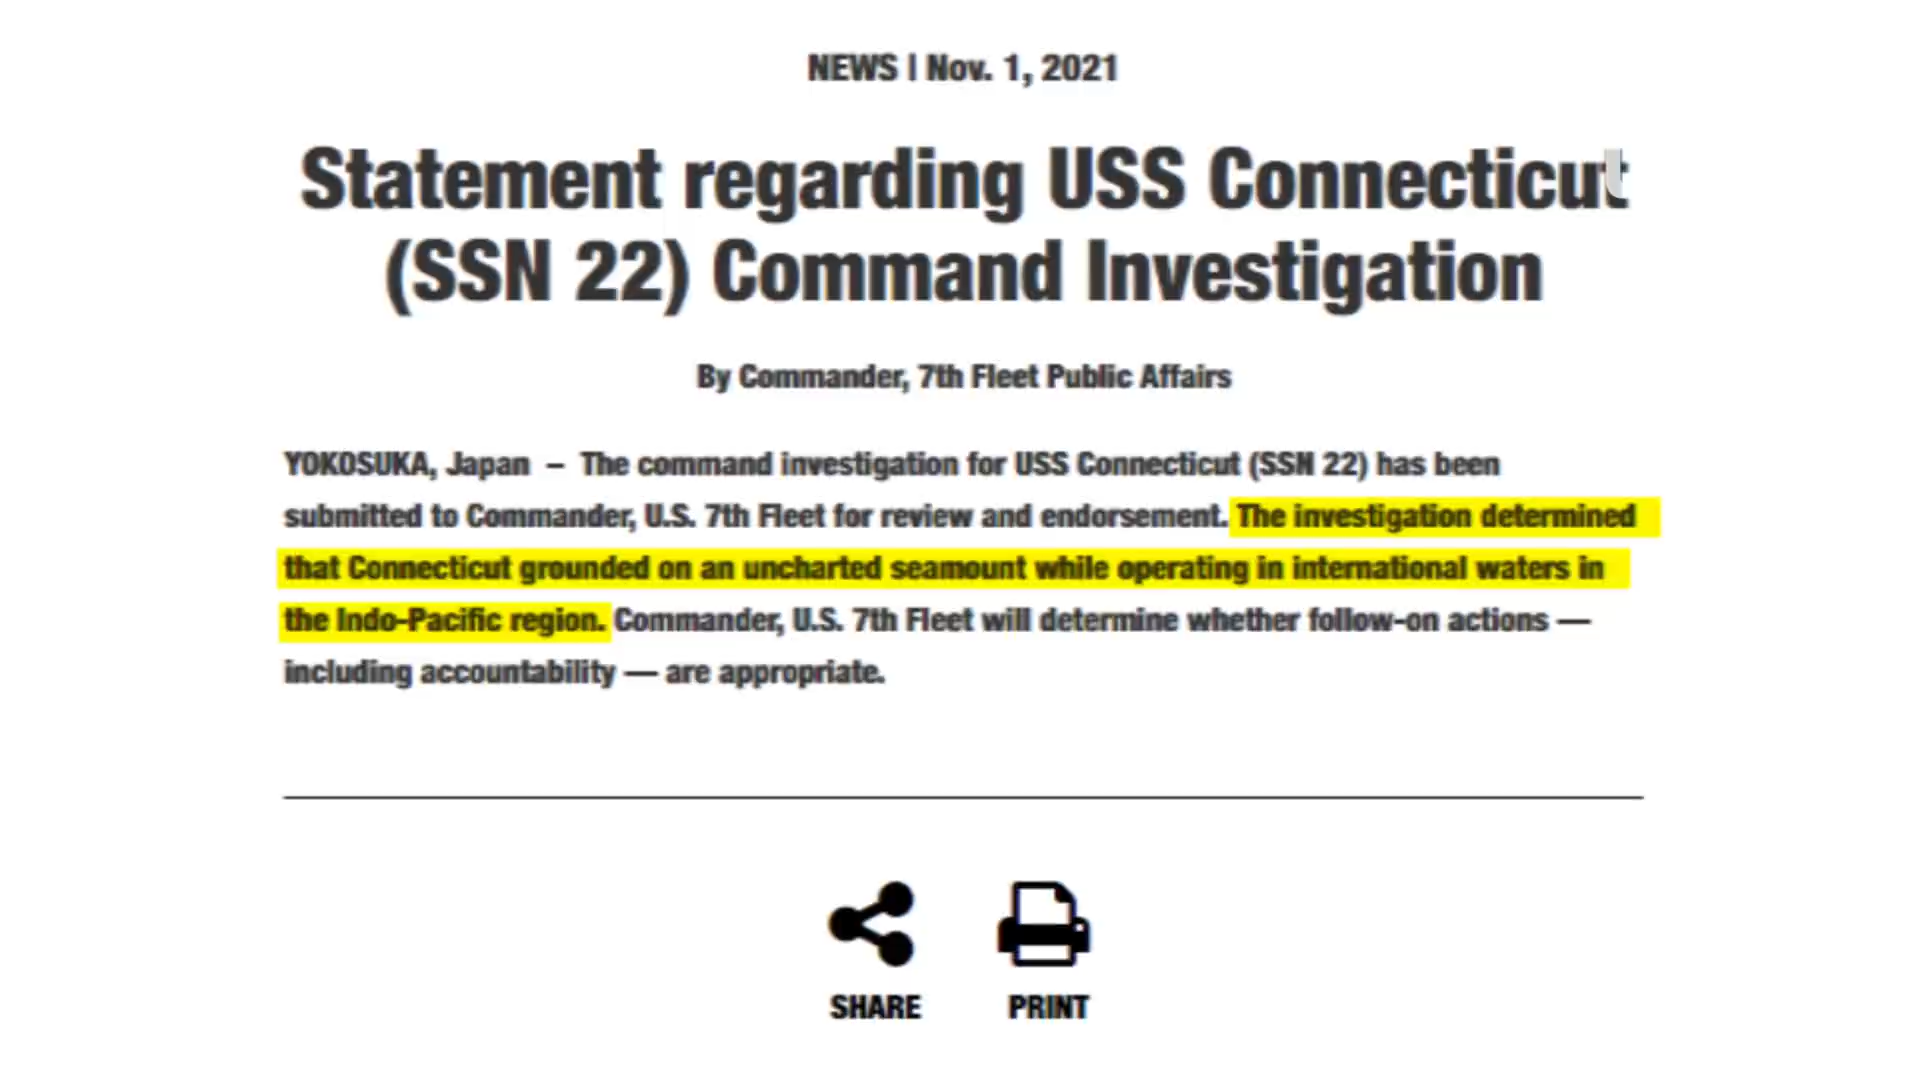 NEWS | Nov. 1, 2021
Statement regarding USS Connecticut
(SSN 22) Command Investigation
By Commander, 7th Fleet Public Affairs
YOKOSUKA, Japan – The command investigation for USS Connecticut (SSN 22) has been
submitted to Commander, U.S. 7th Fleet for review and endorsement. The investigation determined
that Connecticut grounded on an uncharted seamount while operating in international waters in
the Indo-Pacific region. Commander, U.S. 7th Fleet will determine whether follow-on actions —
including accountability — are appropriate.
SHARE PRINT